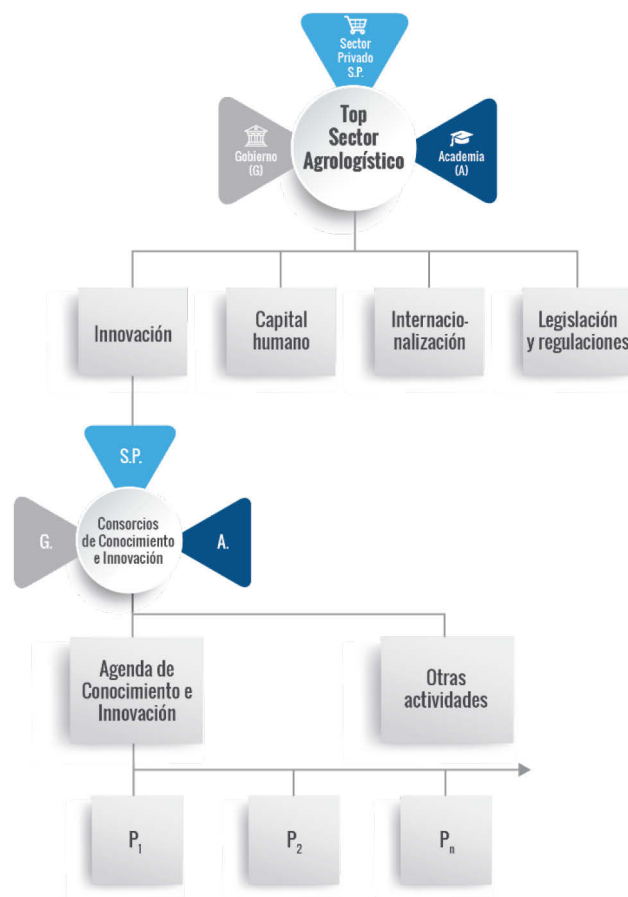 Sector
Privado
S.P.
Top
Sector
Agrologístico
Gobierno
(G)
Academia
(A)
Innovación
Capital
humano
Internacio-
nalización
Legislación
y regulaciones
S.P.
G.
Consorcios
de Conocimiento
e Innovación
A.
Agenda de
Conocimiento e
Innovación
Otras
actividades
P1
P2
Pn